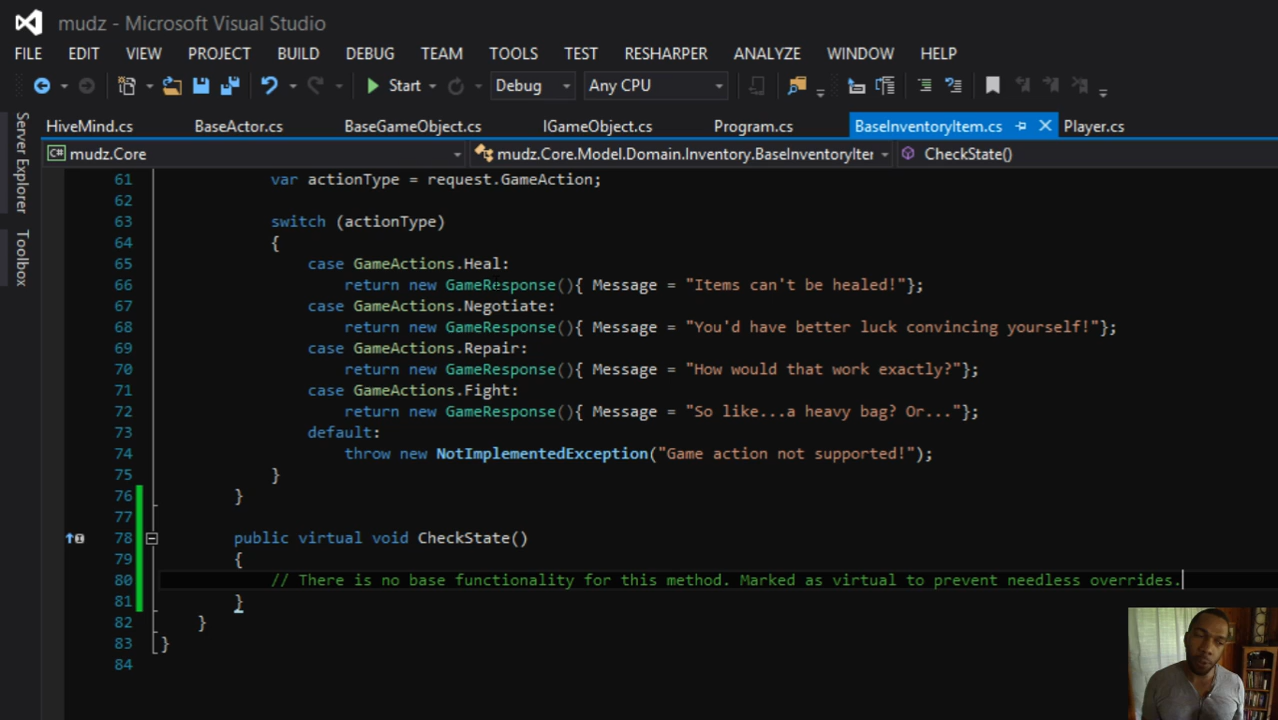 mudz - Microsoft Visual Studio
FILE EDIT VIEW PROJECT BUILD DEBUG TEAM TOOLS TEST RESHARPER ANALYZE WINDOW HELP
Start Debug Any CPU
Server Explorer
Toolbox
HiveMind.cs BaseActor.cs BaseGameObject.cs IGameObject.cs Program.cs BaseInventoryItem.cs Player.cs
C# mudz.Core mudz.Core.Model.Domain.Inventory.BaseInventoryIter CheckState()
61 var actionType = request.GameAction;
62
63 switch (actionType)
64 {
65 case GameActions.Heal:
66 return new GameResponse(){ Message = "Items can't be healed!"};
67 case GameActions.Negotiate:
68 return new GameResponse(){ Message = "You'd have better luck convincing yourself!"};
69 case GameActions.Repair:
70 return new GameResponse(){ Message = "How would that work exactly?"};
71 case GameActions.Fight:
72 return new GameResponse(){ Message = "So like...a heavy bag? Or..."};
73 default:
74 throw new NotImplementedException("Game action not supported!");
75 }
76 }
77
78 public virtual void CheckState()
79 {
80 // There is no base functionality for this method. Marked as virtual to prevent needless overrides.
81 }
82 }
83 }
84